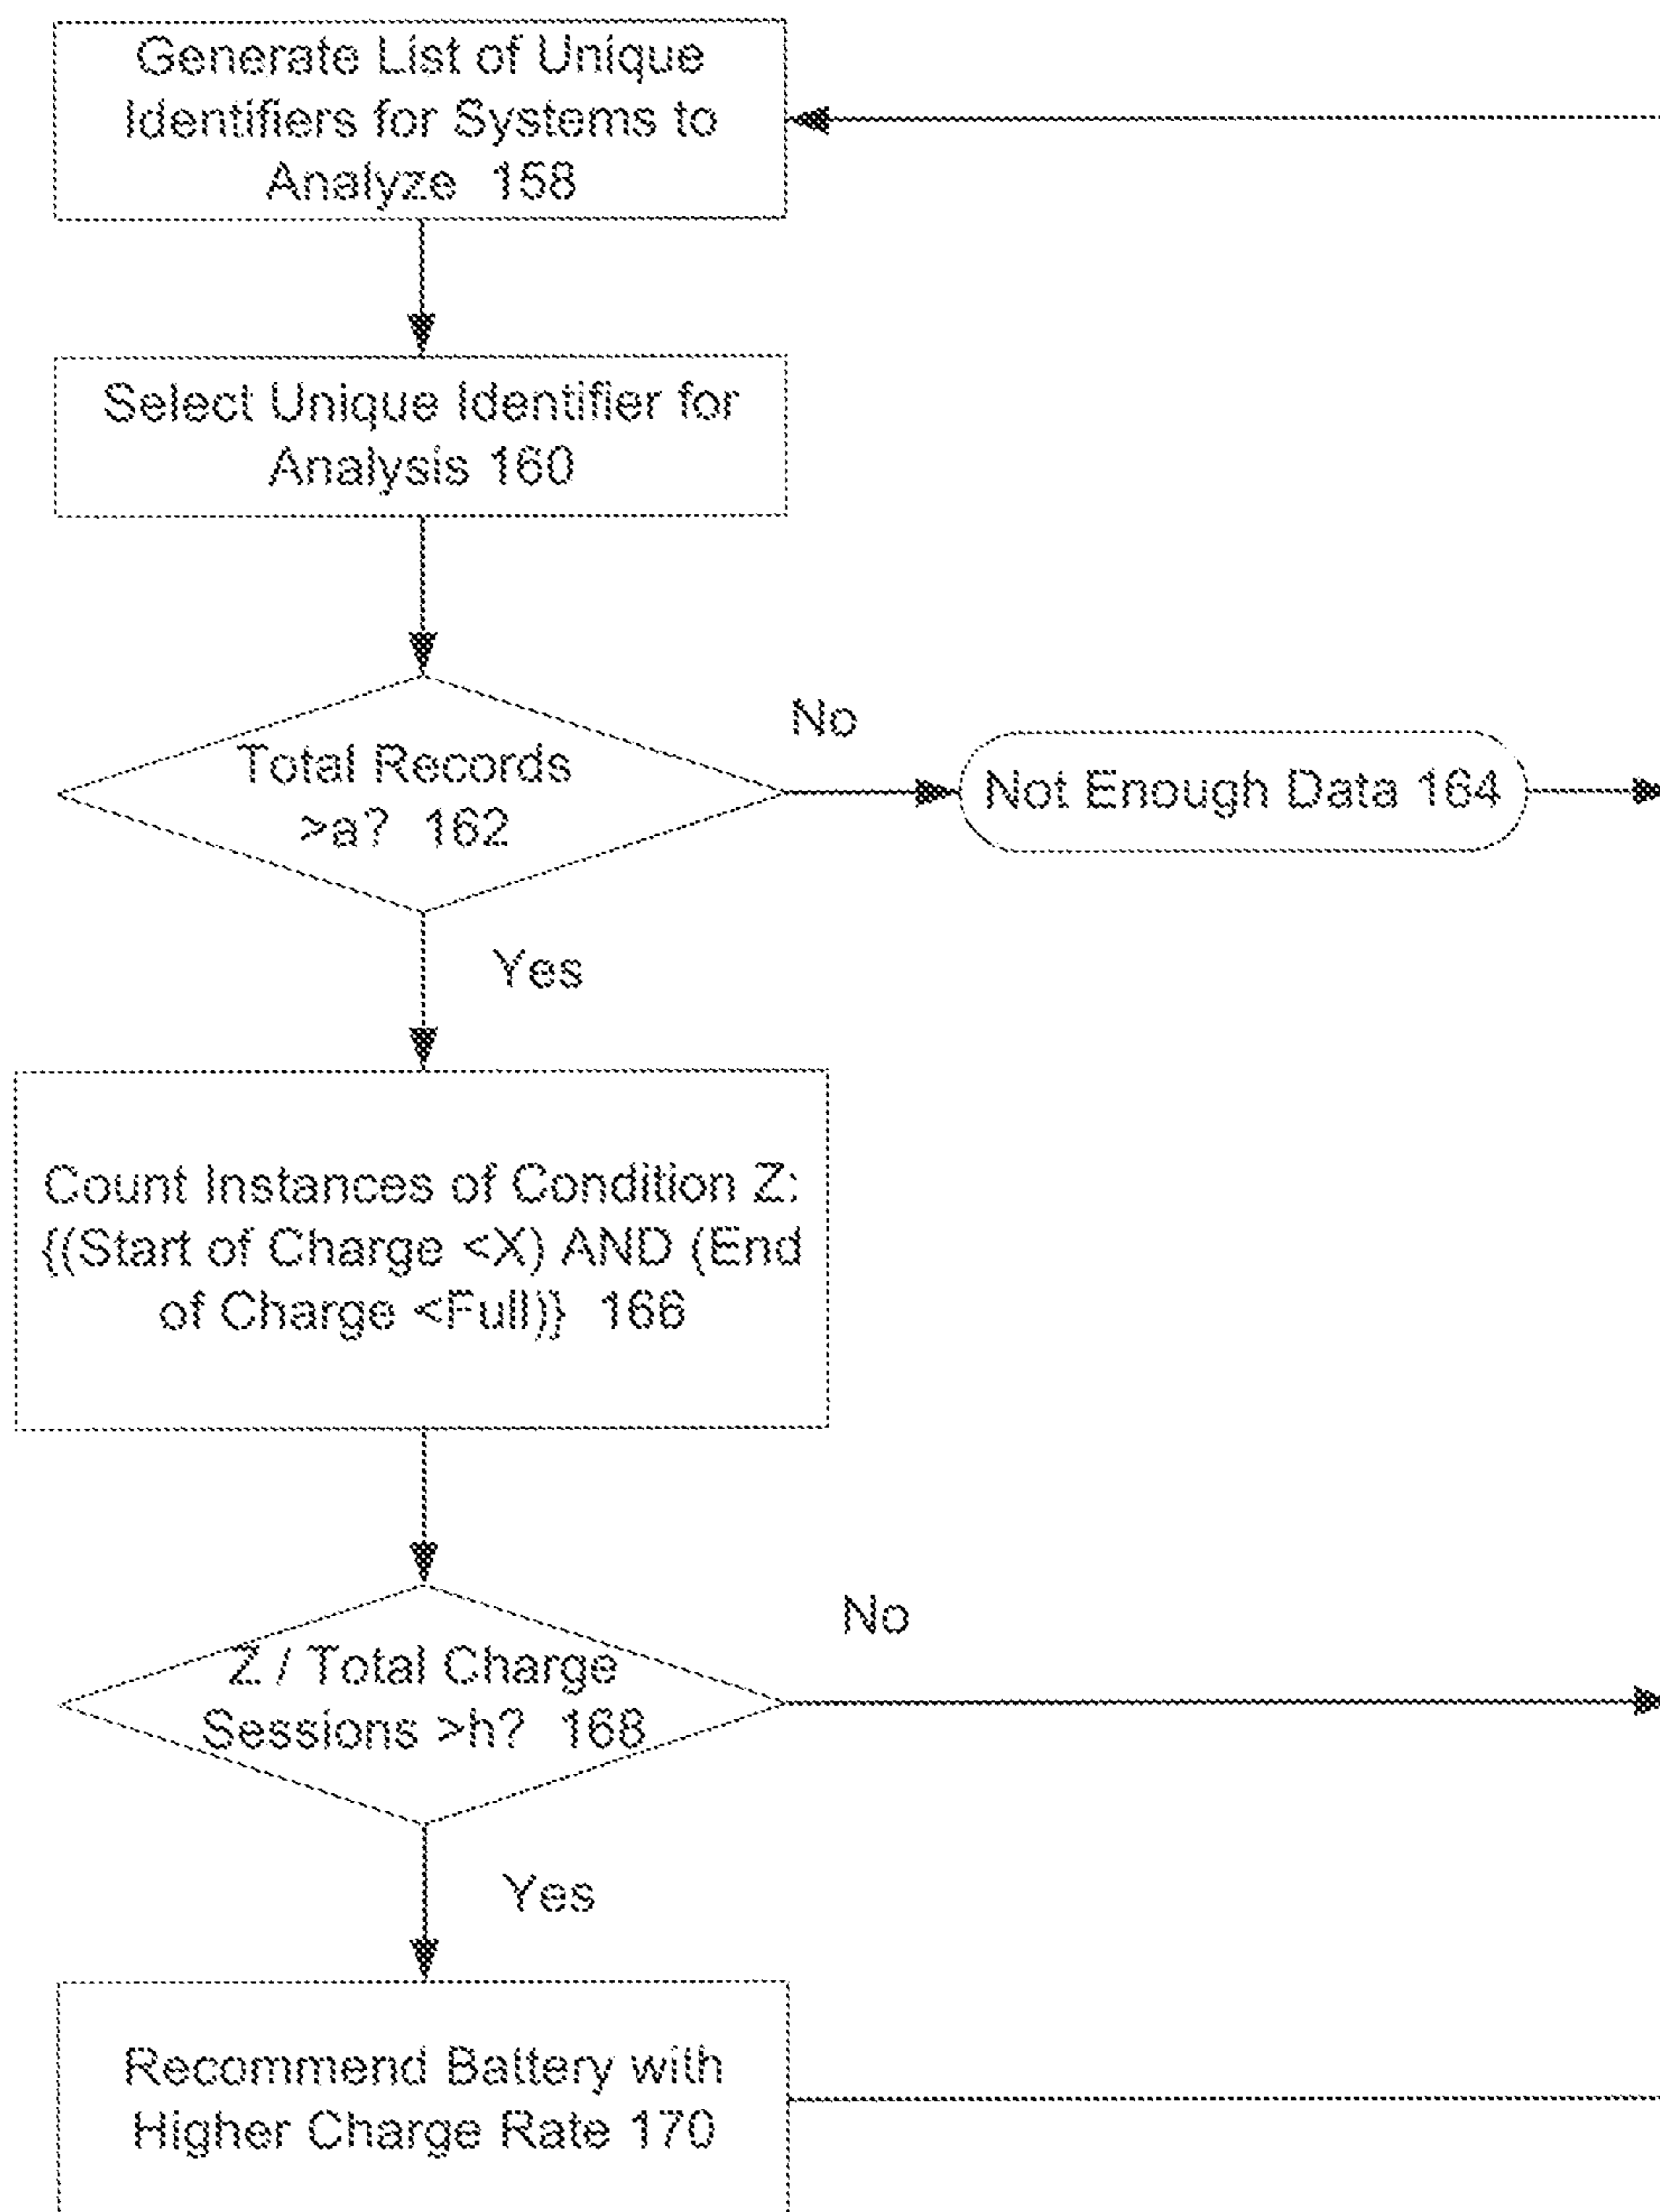 Generate List of Unique
Identifiers for Systems to
Analyze 158
Select Unique Identifier for
Analysis 160
Total Records
>a? 162
No
Not Enough Data 164
Yes
Count Instances of Condition Z:
{(Start of Charge <X) AND (End
of Charge <Full)} 166
Z / Total Charge
Sessions >h? 168
No
Yes
Recommend Battery with
Higher Charge Rate 170